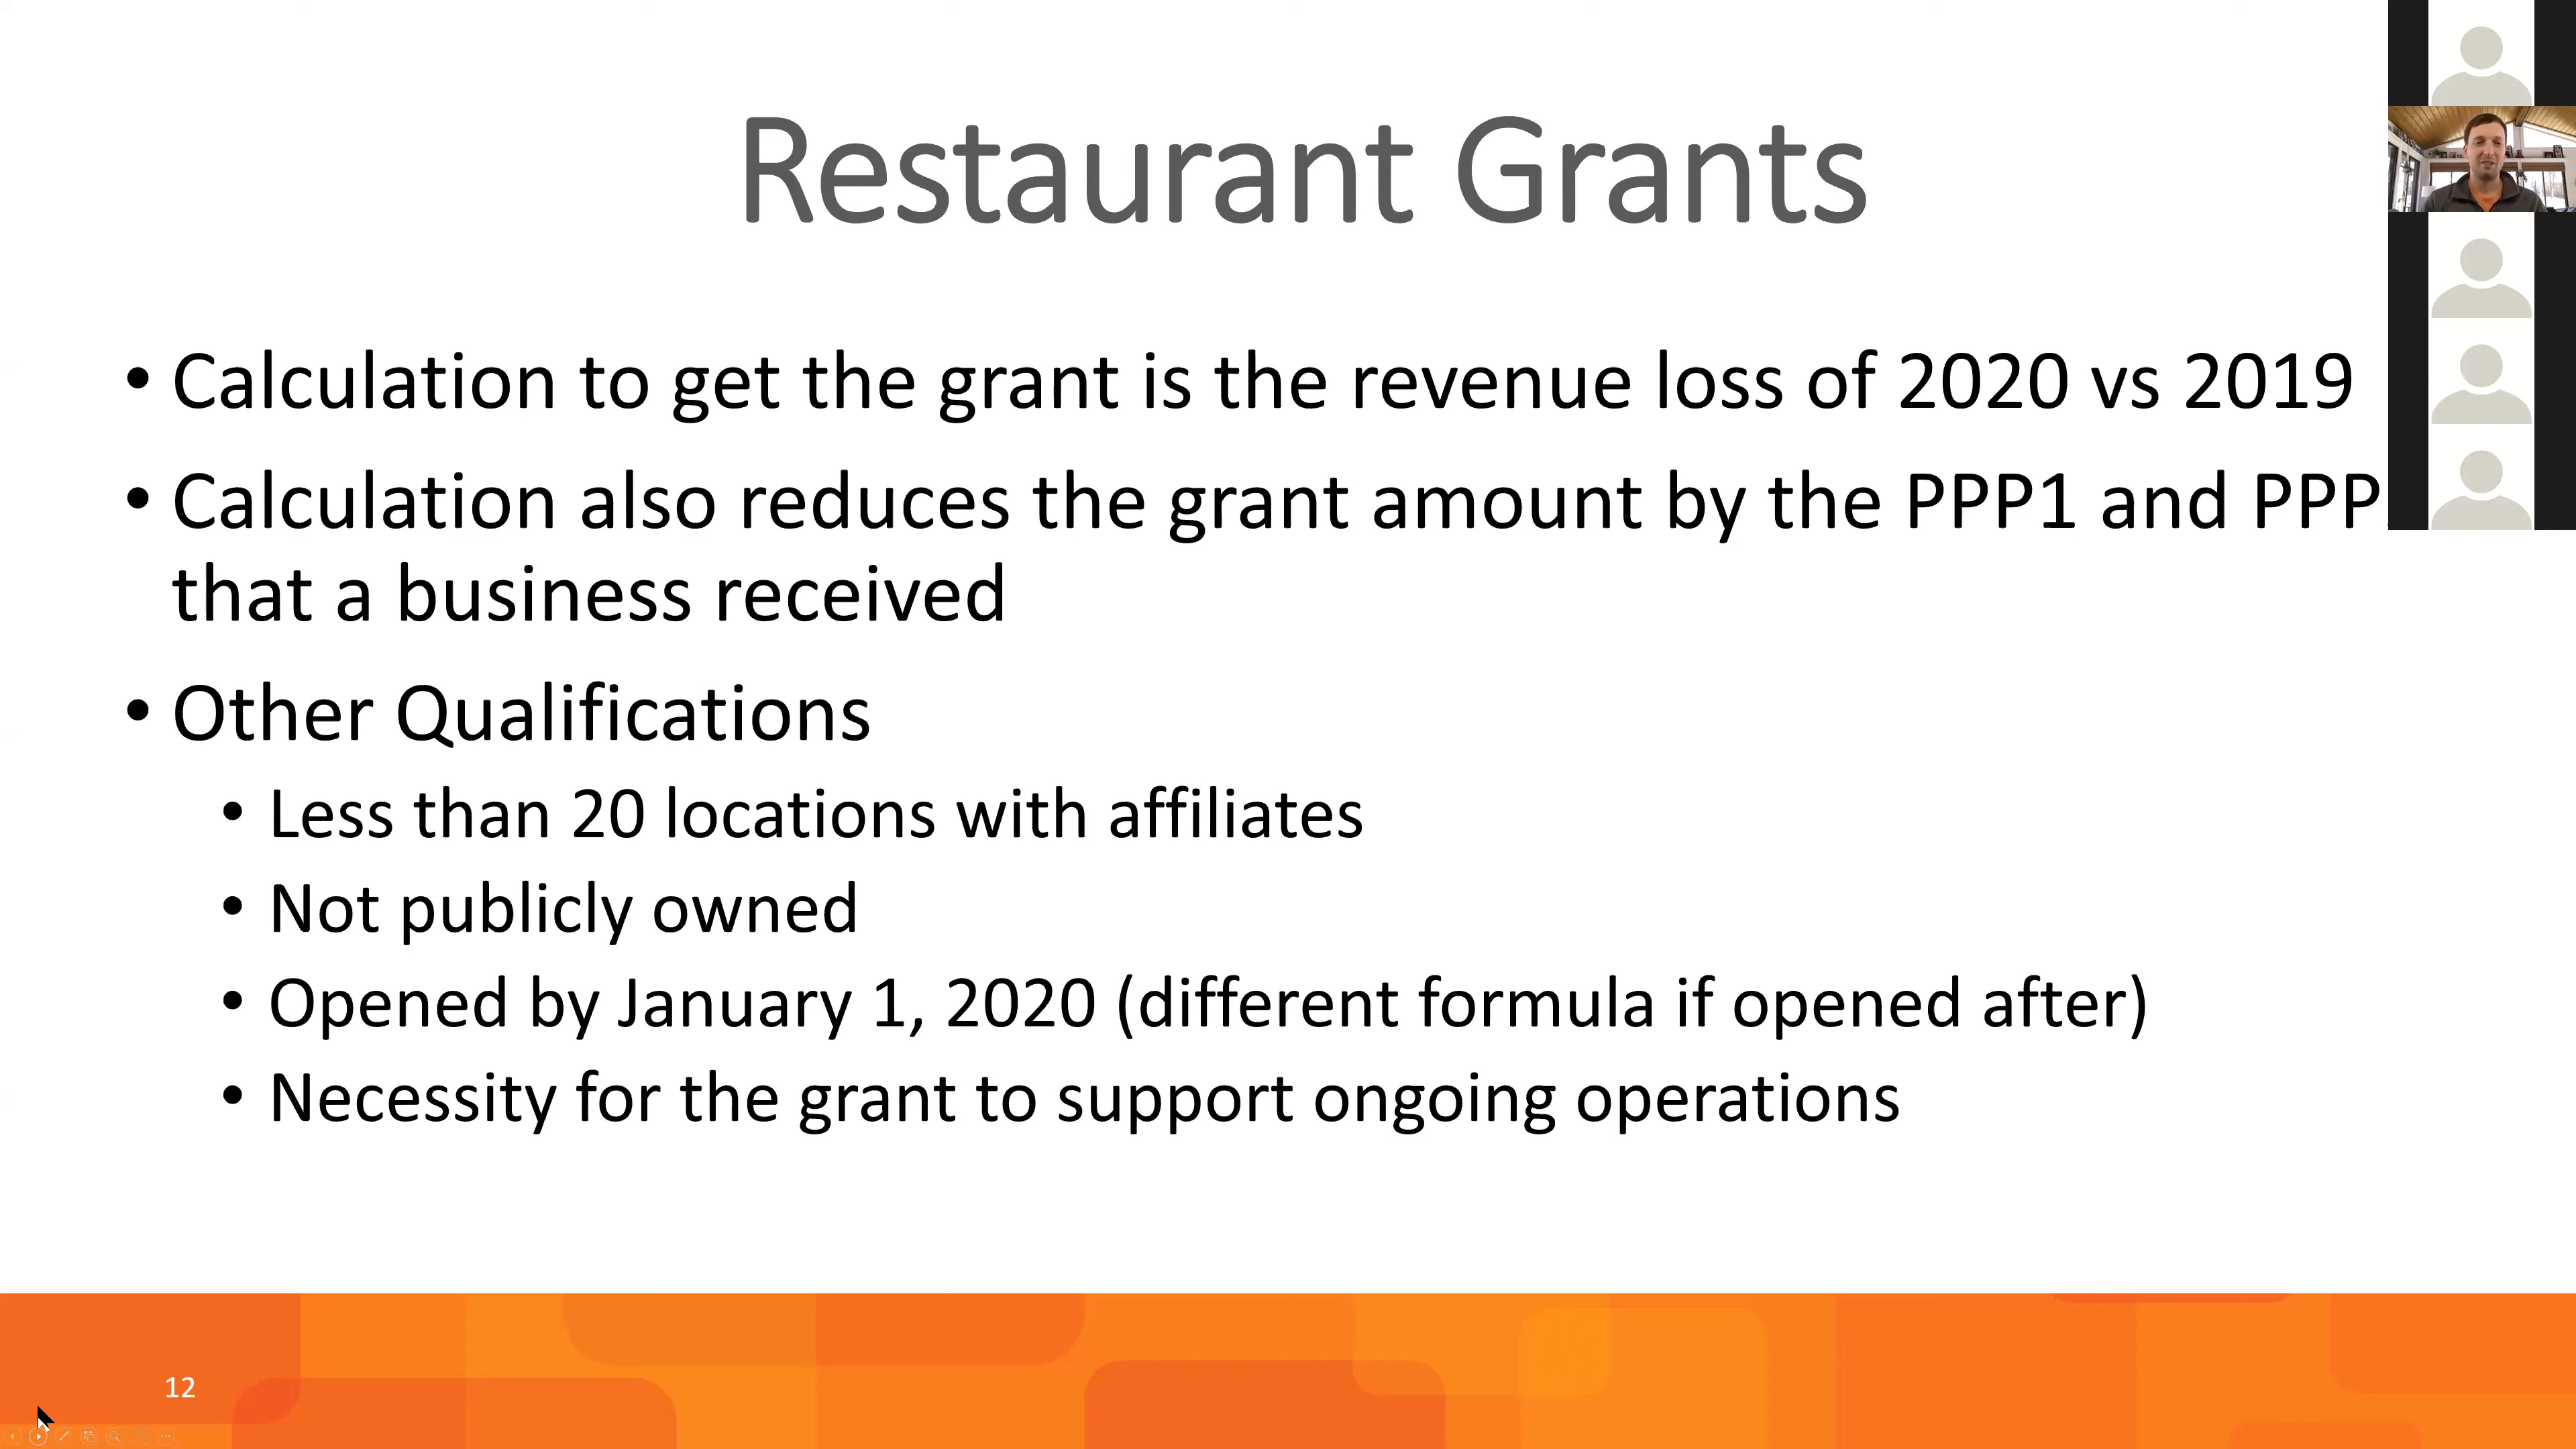 Restaurant Grants
• Calculation to get the grant is the revenue loss of 2020 vs 2019
• Calculation also reduces the grant amount by the PPP1 and PPP
that a business received
• Other Qualifications
• Less than 20 locations with affiliates
• Not publicly owned
• Opened by January 1, 2020 (different formula if opened after)
• Necessity for the grant to support ongoing operations
12